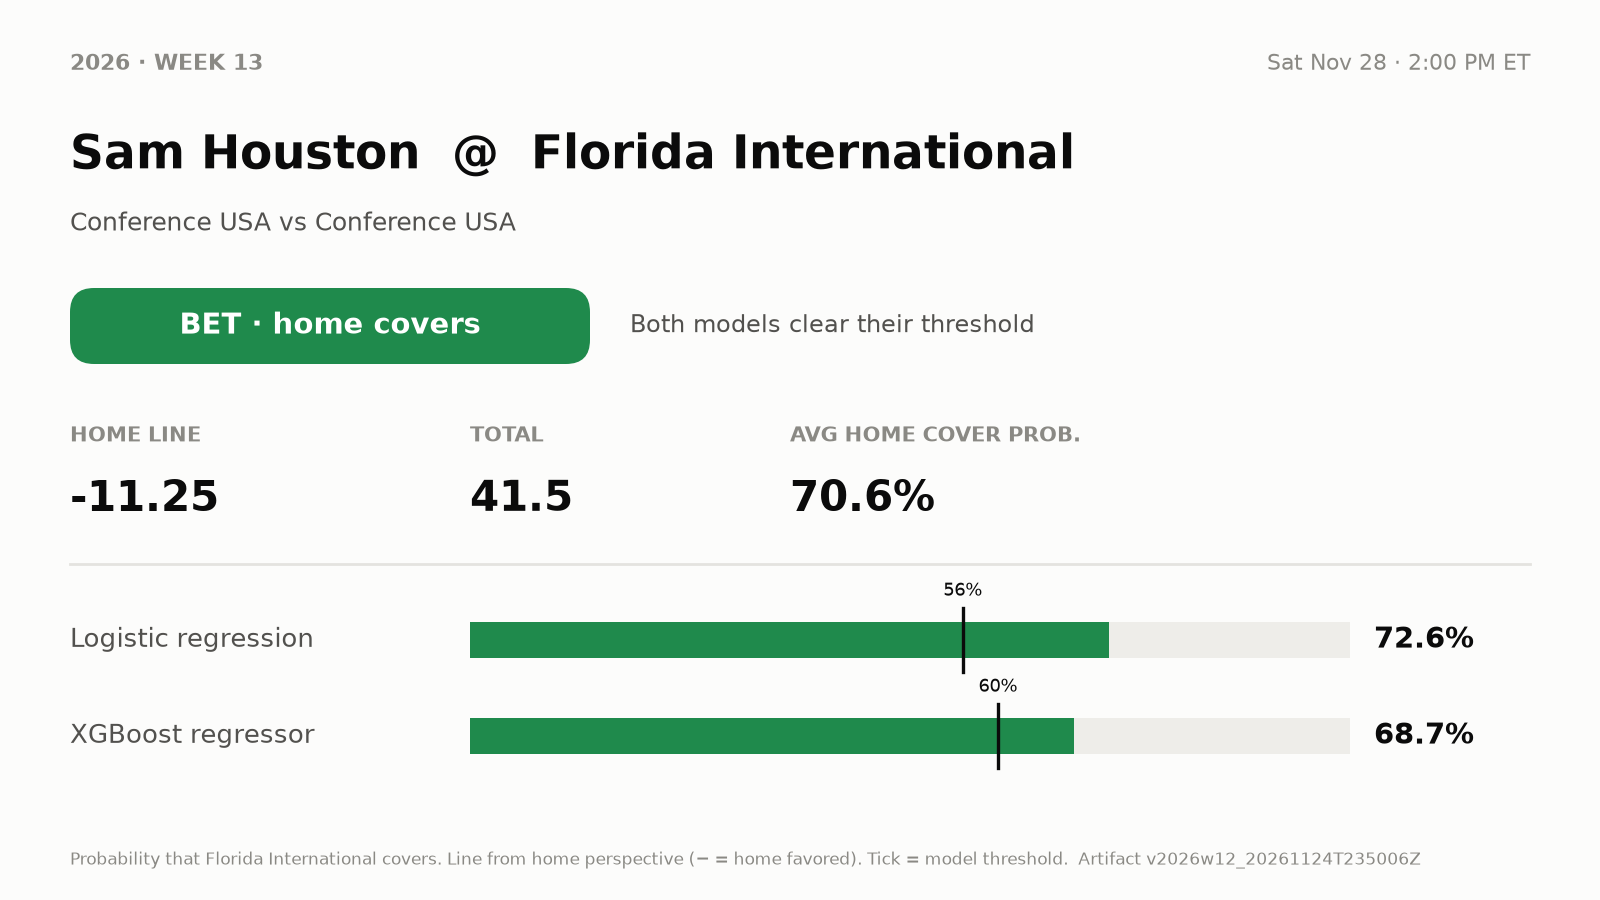 2026 · WEEK 13
Sat Nov 28 · 2:00 PM ET
Sam Houston @ Florida International
Conference USA vs Conference USA
BET · home covers
Both models clear their threshold
HOME LINE
TOTAL
AVG HOME COVER PROB.
-11.25
41.5
70.6%
56%
Logistic regression
72.6%
60%
XGBoost regressor
68.7%
Probability that Florida International covers. Line from home perspective (− = home favored). Tick = model threshold. Artifact v2026w12_20261124T235006Z